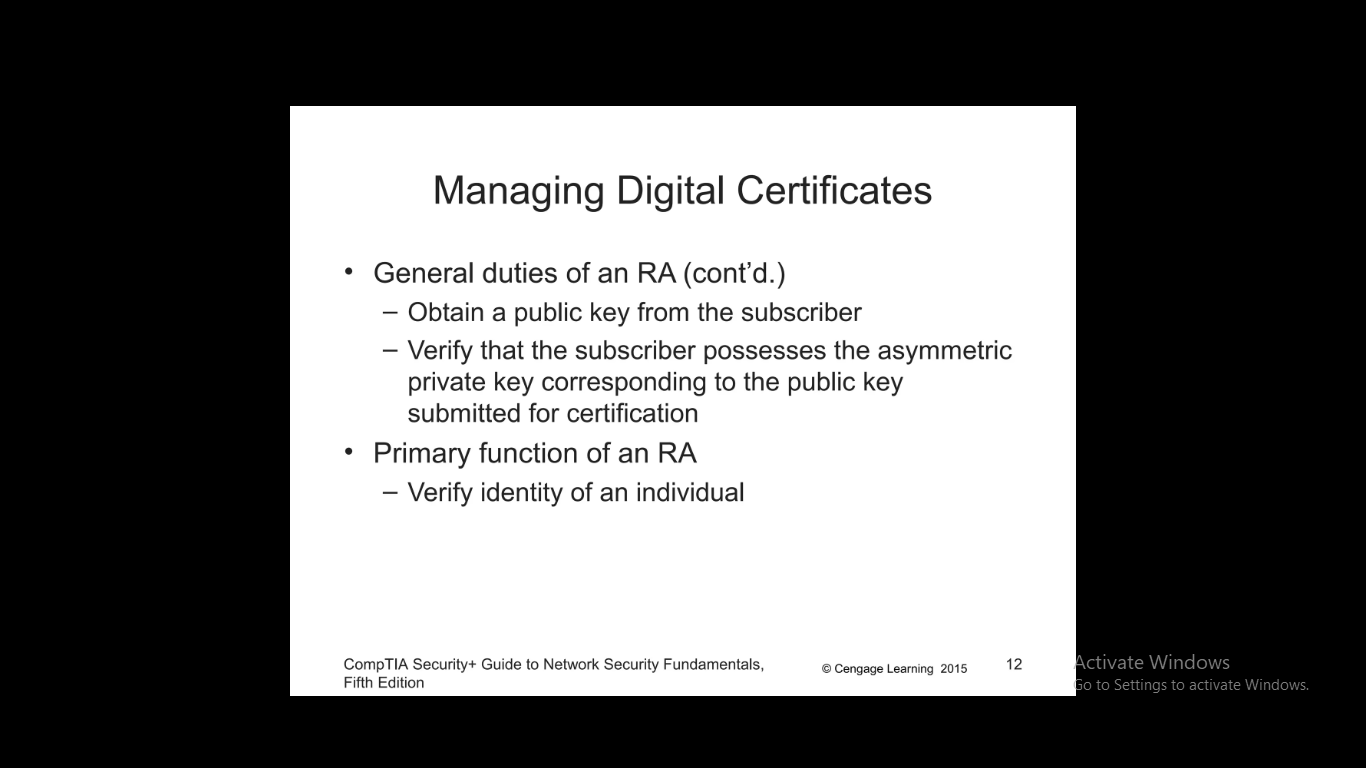 Managing Digital Certificates
• General duties of an RA (cont’d.)
– Obtain a public key from the subscriber
– Verify that the subscriber possesses the asymmetric
private key corresponding to the public key
submitted for certification
• Primary function of an RA
– Verify identity of an individual
CompTIA Security+ Guide to Network Security Fundamentals,
Fifth Edition
© Cengage Learning 2015
12
Activate Windows
Go to Settings to activate Windows.